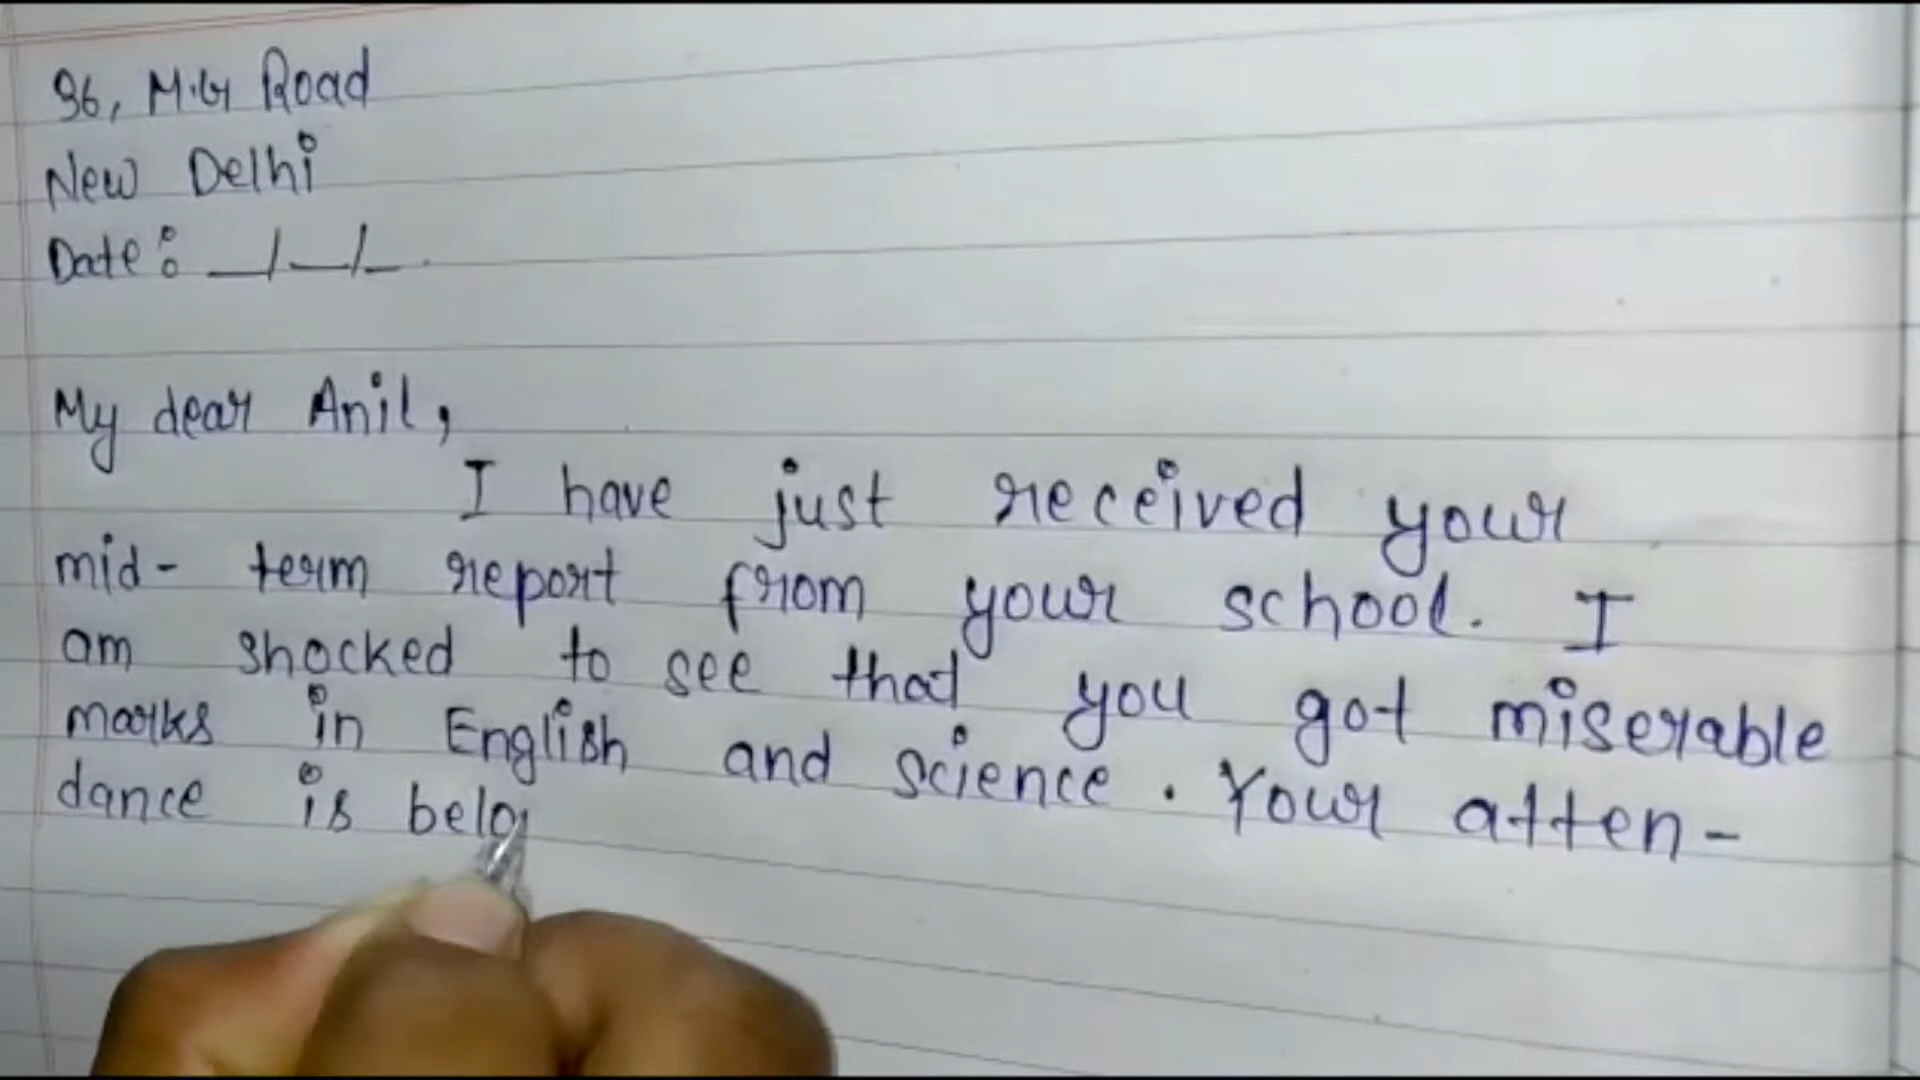 36, M.G Road
New Delhi
Date: __/__/__.
My dear Anil,
I have just received your
mid- term report from your school. I
am shocked to see that you got miserable
marks in English and science. Your atten-
dance is belo